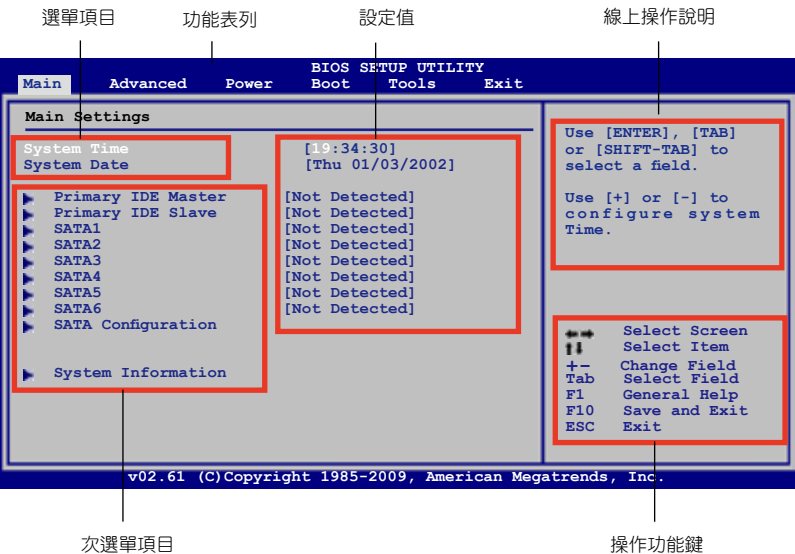 選單項目 功能表列 設定值 線上操作說明
BIOS SETUP UTILITY
Main Advanced Power Boot Tools Exit
Main Settings
System Time [19:34:30]
System Date [Thu 01/03/2002]
Primary IDE Master [Not Detected]
Primary IDE Slave [Not Detected]
SATA1 [Not Detected]
SATA2 [Not Detected]
SATA3 [Not Detected]
SATA4 [Not Detected]
SATA5 [Not Detected]
SATA6 [Not Detected]
SATA Configuration
System Information
Use [ENTER], [TAB]
or [SHIFT-TAB] to
select a field.
Use [+] or [-] to
configure system
Time.
←→ Select Screen
↑↓ Select Item
+- Change Field
Tab Select Field
F1 General Help
F10 Save and Exit
ESC Exit
v02.61 (C)Copyright 1985-2009, American Megatrends, Inc.
次選單項目 操作功能鍵